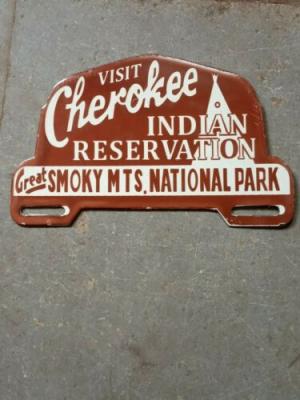 VISIT
Cherokee
INDIAN
RESERVATION
Great SMOKY MTS. NATIONAL PARK